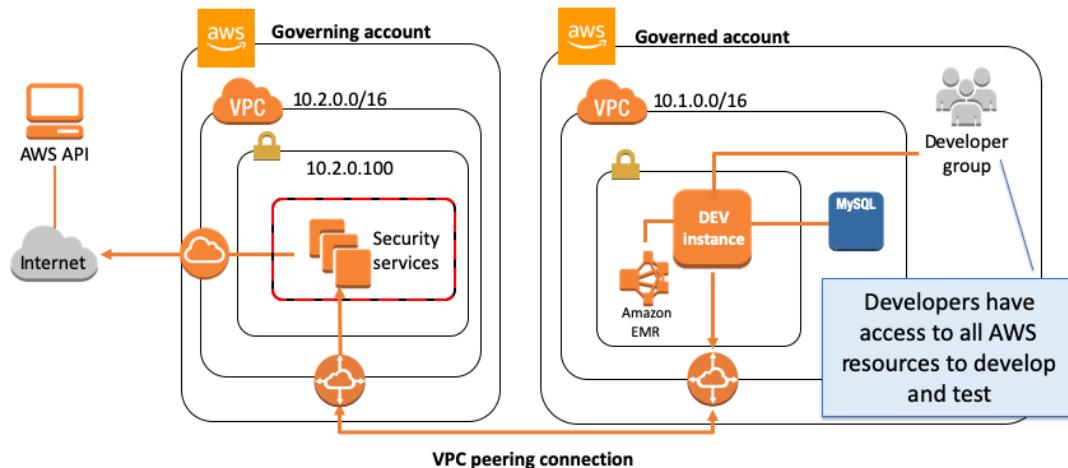 aws
Governing account
aws
Governed account
VPC
10.2.0.0/16
VPC
10.1.0.0/16
AWS API
Developer
group
10.2.0.100
Security
services
Internet
DEV
instance
MySQL
Amazon
EMR
Developers have
access to all AWS
resources to develop
and test
VPC peering connection